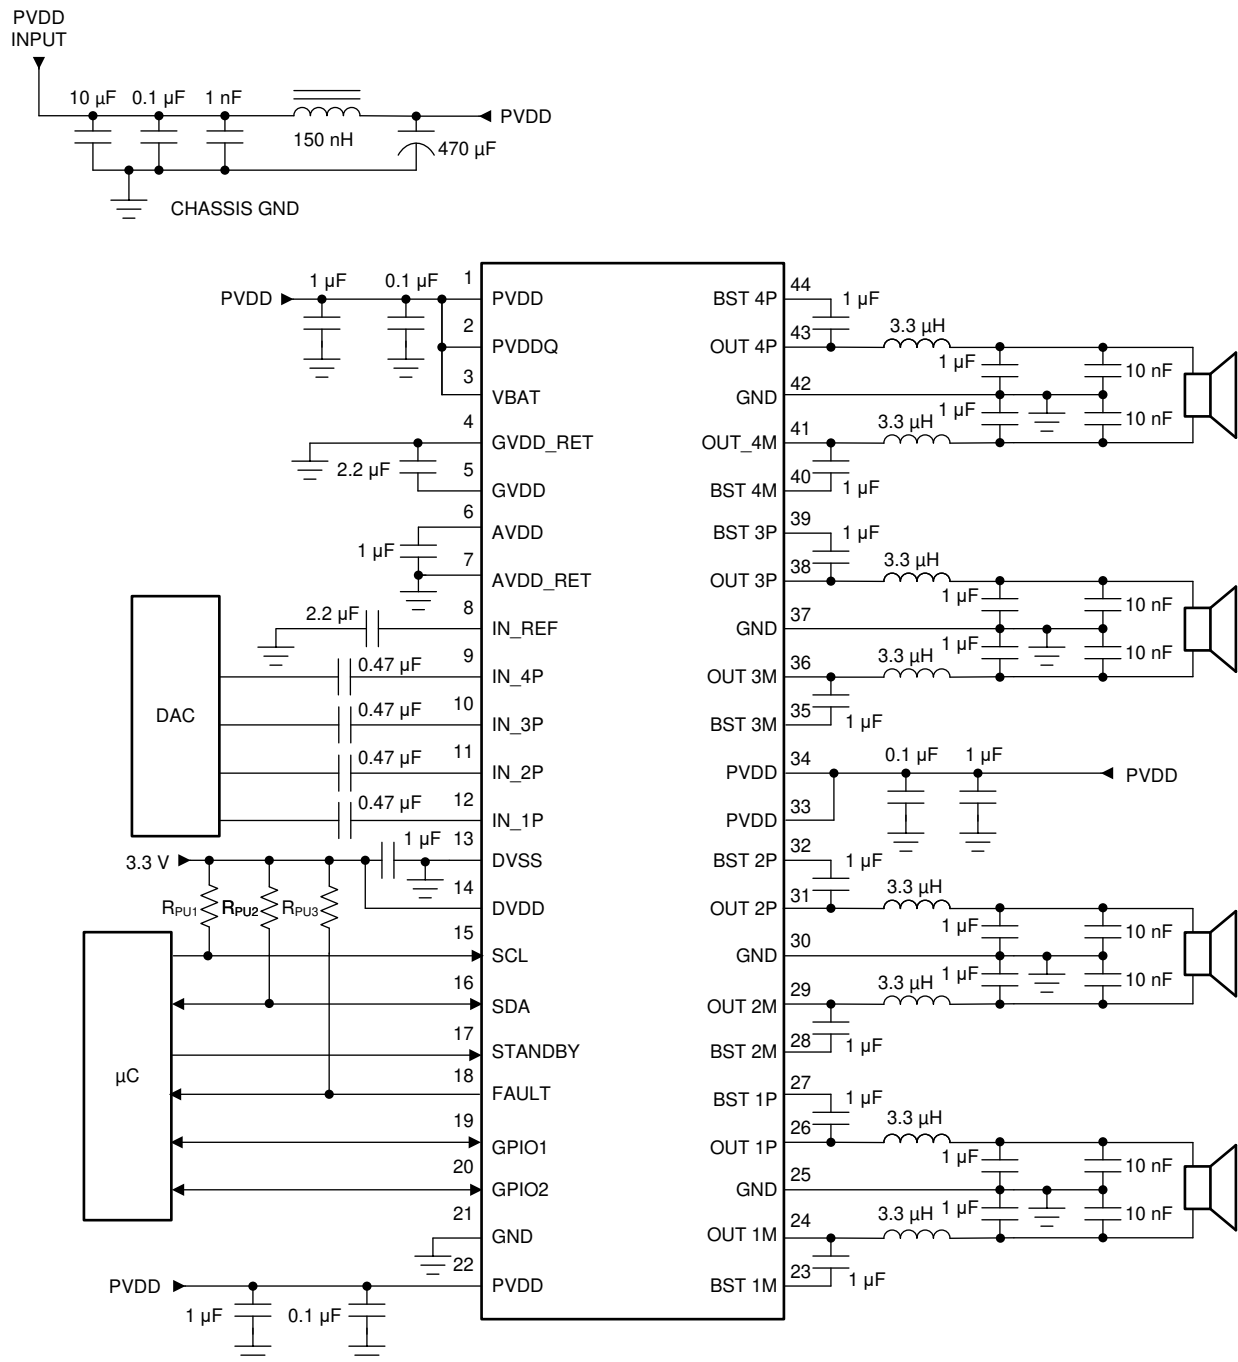 PVDD
INPUT
10 µF 0.1 µF 1 nF
150 nH
PVDD
470 µF
CHASSIS GND
PVDD 1 µF 0.1 µF
1 PVDD
2 PVDDQ
3 VBAT
4 GVDD_RET
2.2 µF
5 GVDD
6 AVDD
1 µF
7 AVDD_RET
2.2 µF
8 IN_REF
DAC
0.47 µF
9 IN_4P
0.47 µF
10 IN_3P
0.47 µF
11 IN_2P
0.47 µF
12 IN_1P
3.3 V
1 µF
13 DVSS
RPU1 RPU2 RPU3
14 DVDD
µC
15 SCL
16 SDA
17 STANDBY
18 FAULT
19 GPIO1
20 GPIO2
21 GND
22 PVDD
PVDD
1 µF 0.1 µF
BST 4P 44
1 µF
3.3 µH
OUT 4P 43
1 µF
10 nF
GND 42
1 µF
10 nF
3.3 µH
OUT_4M 41
BST 4M 40
1 µF
BST 3P 39
1 µF
3.3 µH
OUT 3P 38
1 µF
10 nF
GND 37
1 µF
10 nF
3.3 µH
OUT 3M 36
BST 3M 35
1 µF
PVDD 34
0.1 µF 1 µF
PVDD
PVDD 33
BST 2P 32
1 µF
3.3 µH
OUT 2P 31
1 µF
10 nF
GND 30
1 µF
10 nF
3.3 µH
OUT 2M 29
BST 2M 28
1 µF
BST 1P 27
1 µF
3.3 µH
OUT 1P 26
1 µF
10 nF
GND 25
1 µF
10 nF
3.3 µH
OUT 1M 24
BST 1M 23
1 µF